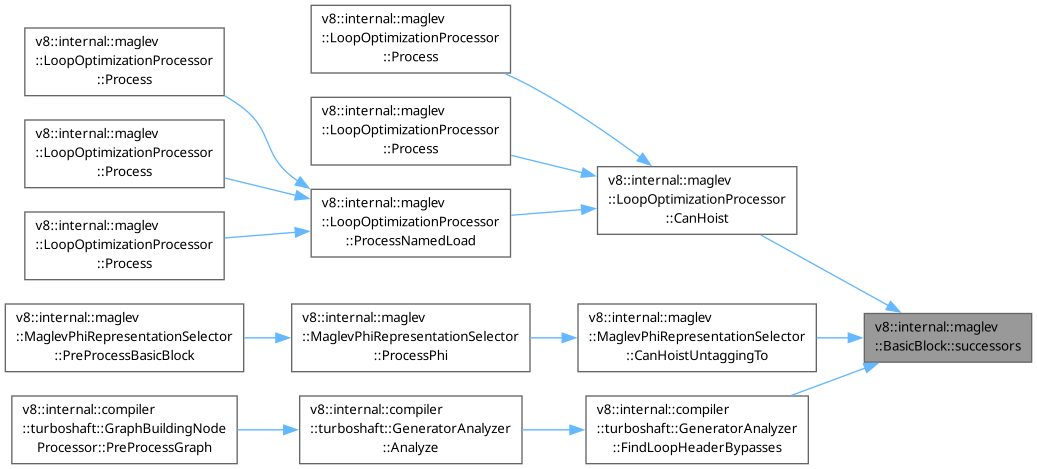 v8::internal::maglev
::LoopOptimizationProcessor
::Process
v8::internal::maglev
::LoopOptimizationProcessor
::Process
v8::internal::maglev
::LoopOptimizationProcessor
::Process
v8::internal::maglev
::LoopOptimizationProcessor
::Process
v8::internal::maglev
::LoopOptimizationProcessor
::Process
v8::internal::maglev
::LoopOptimizationProcessor
::ProcessNamedLoad
v8::internal::maglev
::LoopOptimizationProcessor
::CanHoist
v8::internal::maglev
::MaglevPhiRepresentationSelector
::PreProcessBasicBlock
v8::internal::maglev
::MaglevPhiRepresentationSelector
::ProcessPhi
v8::internal::maglev
::MaglevPhiRepresentationSelector
::CanHoistUntaggingTo
v8::internal::maglev
::BasicBlock::successors
v8::internal::compiler
::turboshaft::GraphBuildingNode
Processor::PreProcessGraph
v8::internal::compiler
::turboshaft::GeneratorAnalyzer
::Analyze
v8::internal::compiler
::turboshaft::GeneratorAnalyzer
::FindLoopHeaderBypasses